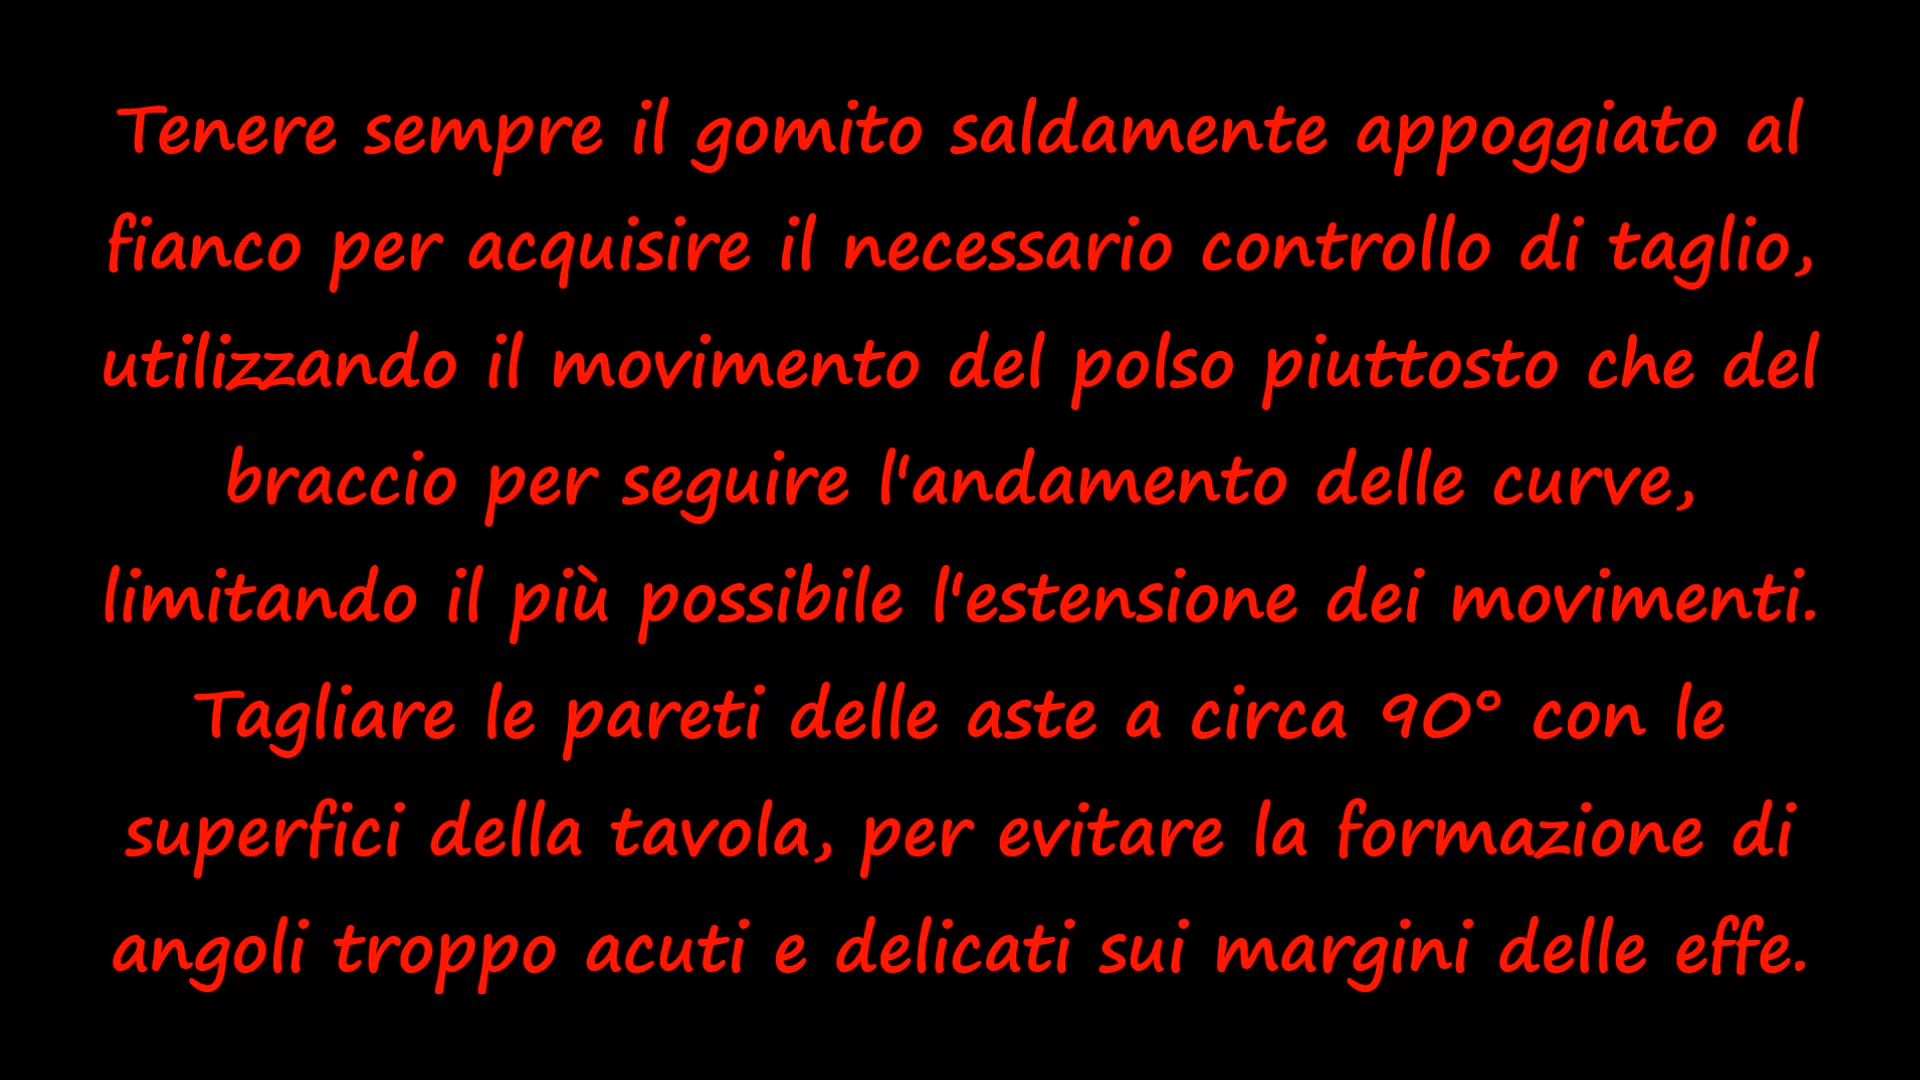 Tenere sempre il gomito saldamente appoggiato al
fianco per acquisire il necessario controllo di taglio,
utilizzando il movimento del polso piuttosto che del
braccio per seguire l'andamento delle curve,
limitando il più possibile l'estensione dei movimenti.
Tagliare le pareti delle aste a circa 90° con le
superfici della tavola, per evitare la formazione di
angoli troppo acuti e delicati sui margini delle effe.